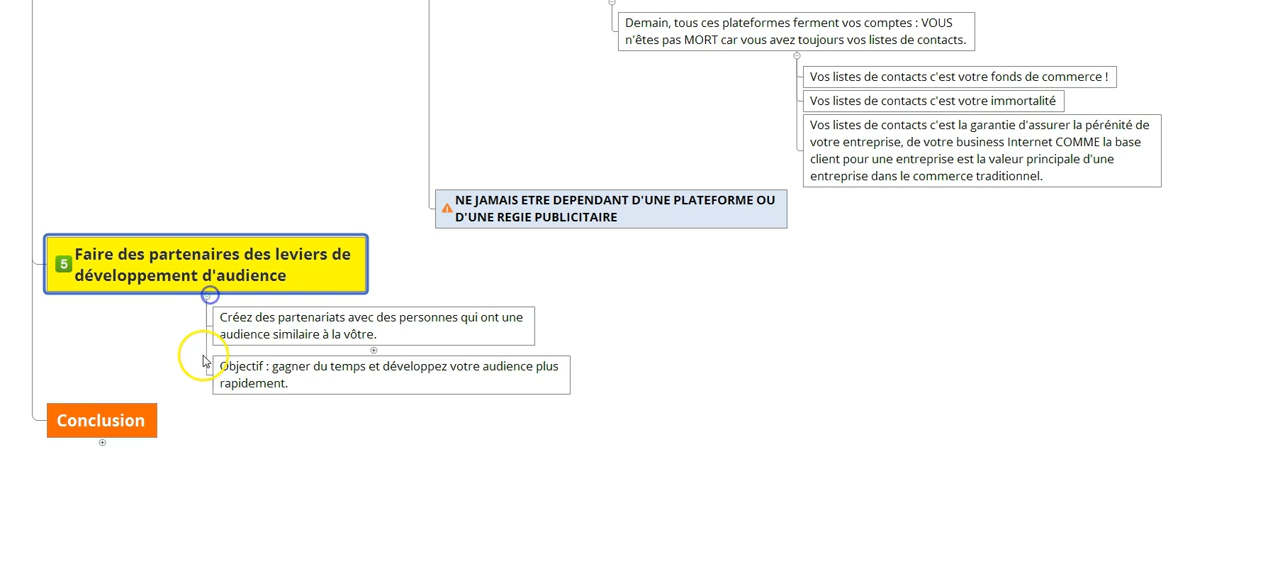 Demain, tous ces plateformes ferment vos comptes : VOUS
n'êtes pas MORT car vous avez toujours vos listes de contacts.
Vos listes de contacts c'est votre fonds de commerce !
Vos listes de contacts c'est votre immortalité
Vos listes de contacts c'est la garantie d'assurer la pérénité de
votre entreprise, de votre business Internet COMME la base
client pour une entreprise est la valeur principale d'une
entreprise dans le commerce traditionnel.
NE JAMAIS ETRE DEPENDANT D'UNE PLATEFORME OU
D'UNE REGIE PUBLICITAIRE
5 Faire des partenaires des leviers de
développement d'audience
Créez des partenariats avec des personnes qui ont une
audience similaire à la vôtre.
Objectif : gagner du temps et développez votre audience plus
rapidement.
Conclusion